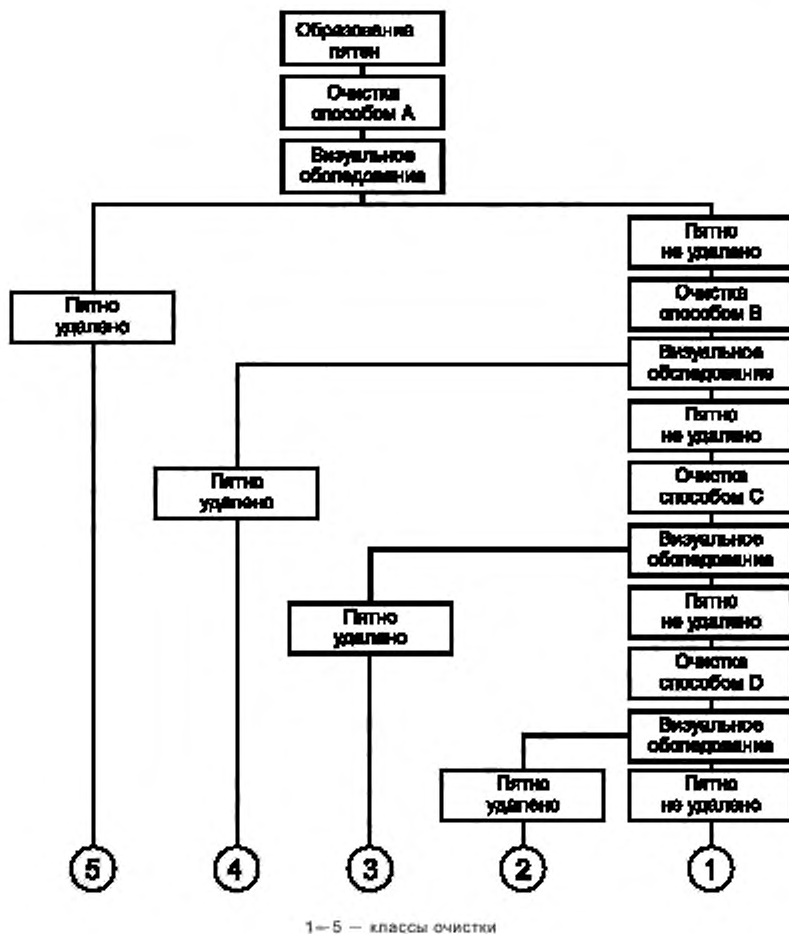 Образование
пятен
Очистка
способом А
Визуальное
обследование
Пятно
не удалено
Пятно
удалено
Очистка
способом В
Визуальное
обследование
Пятно
не удалено
Пятно
удалено
Очистка
способом С
Визуальное
обследование
Пятно
удалено
Пятно
не удалено
Очистка
способом D
Визуальное
обследование
Пятно
удалено
Пятно
не удалено
5
4
3
2
1
1—5 — классы очистки